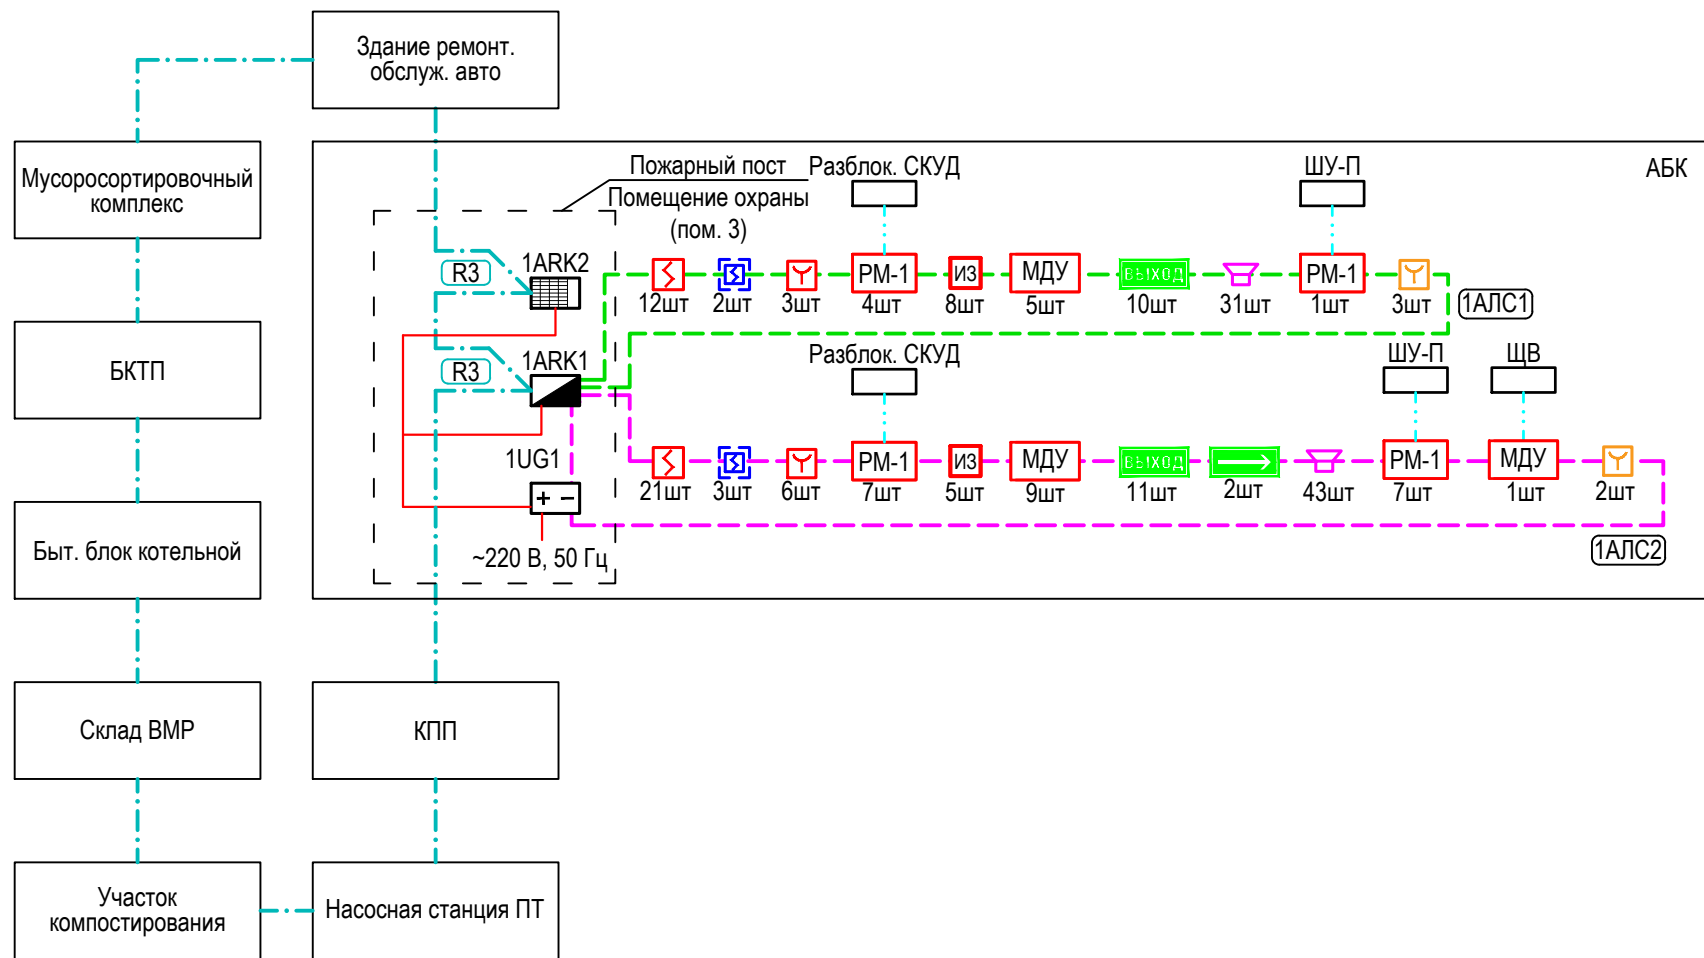 Здание ремонт.
обслуж. авто
Мусоросортировочный
комплекс
БКТП
Быт. блок котельной
Склад ВМР
Участок
компостирования
Насосная станция ПТ
КПП
АБК
Пожарный пост
Помещение охраны
(пом. 3)
R3
1ARK2
R3
1ARK1
1UG1
+ −
~220 В, 50 Гц
Разблок. СКУД
ШУ-П
РМ-1
ИЗ
МДУ
ВЫХОД
РМ-1
12шт
2шт
3шт
4шт
8шт
5шт
10шт
31шт
1шт
3шт
1АЛС1
Разблок. СКУД
ШУ-П
ЩВ
РМ-1
ИЗ
МДУ
ВЫХОД
РМ-1
МДУ
21шт
3шт
6шт
7шт
5шт
9шт
11шт
2шт
43шт
7шт
1шт
2шт
1АЛС2